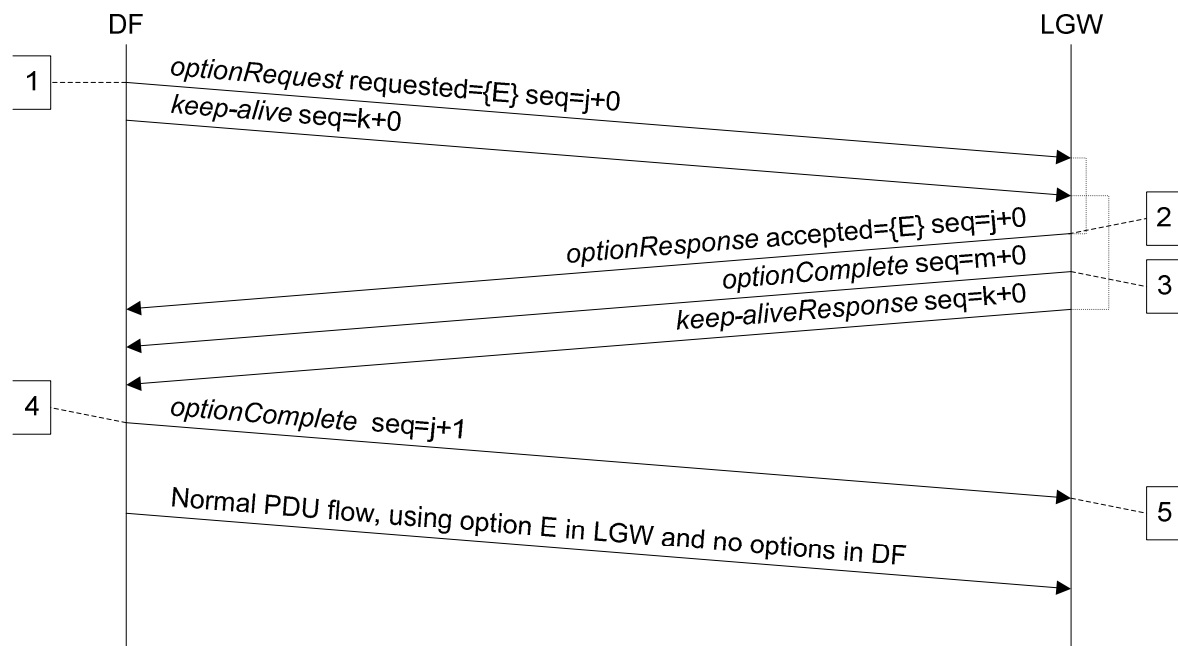 DF
LGW
1
optionRequest requested={E} seq=j+0
keep-alive seq=k+0
2
optionResponse accepted={E} seq=j+0
optionComplete seq=m+0
3
keep-aliveResponse seq=k+0
4
optionComplete seq=j+1
5
Normal PDU flow, using option E in LGW and no options in DF